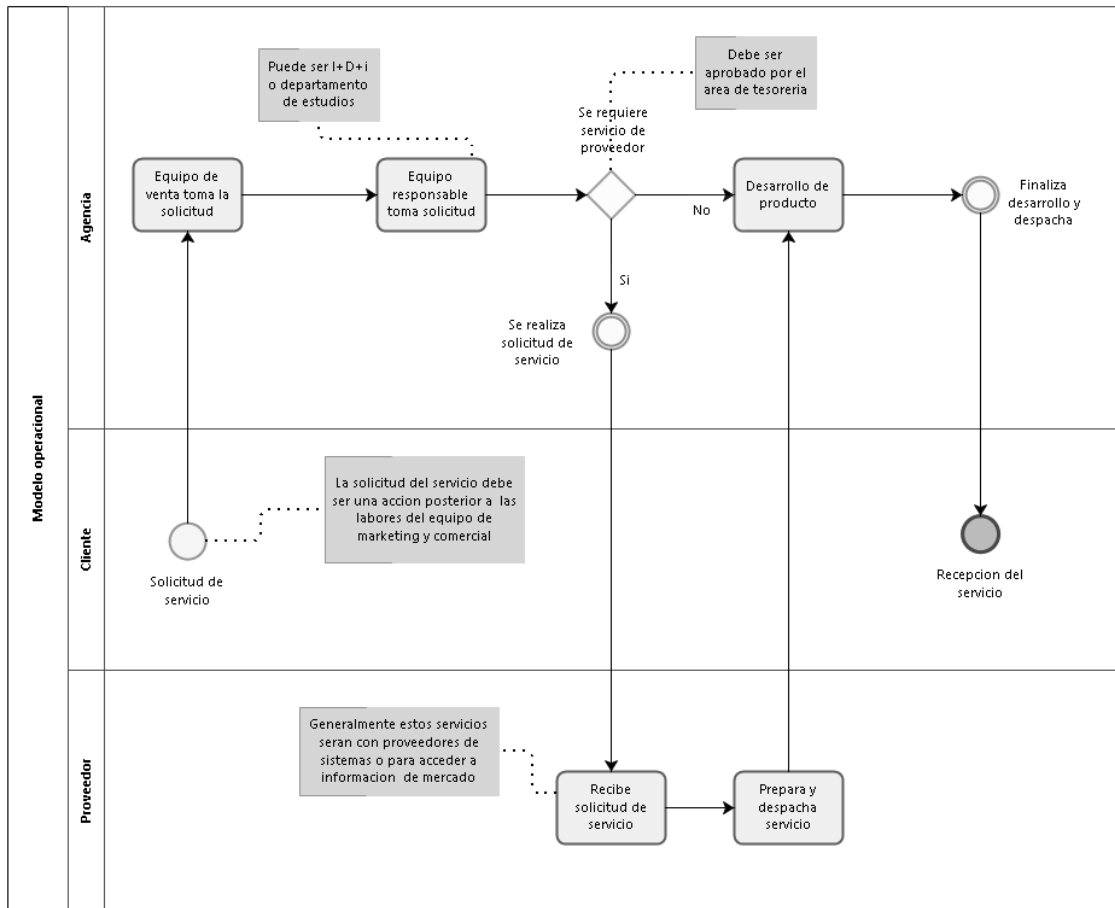 Modelo operacional
Agencia
Puede ser I+D+i
o departamento
de estudios
Debe ser
aprobado por el
area de tesoreria
Se requiere
servicio de
proveedor
Equipo de
venta toma la
solicitud
Equipo
responsable
toma solicitud
No
Desarrollo de
producto
Finaliza
desarrollo y
despacha
Si
Se realiza
solicitud de
servicio
Cliente
La solicitud del servicio debe
ser una accion posterior a las
labores del equipo de
marketing y comercial
Solicitud de
servicio
Recepcion del
servicio
Proveedor
Generalmente estos servicios
seran con proveedores de
sistemas o para acceder a
informacion de mercado
Recibe
solicitud de
servicio
Prepara y
despacha
servicio